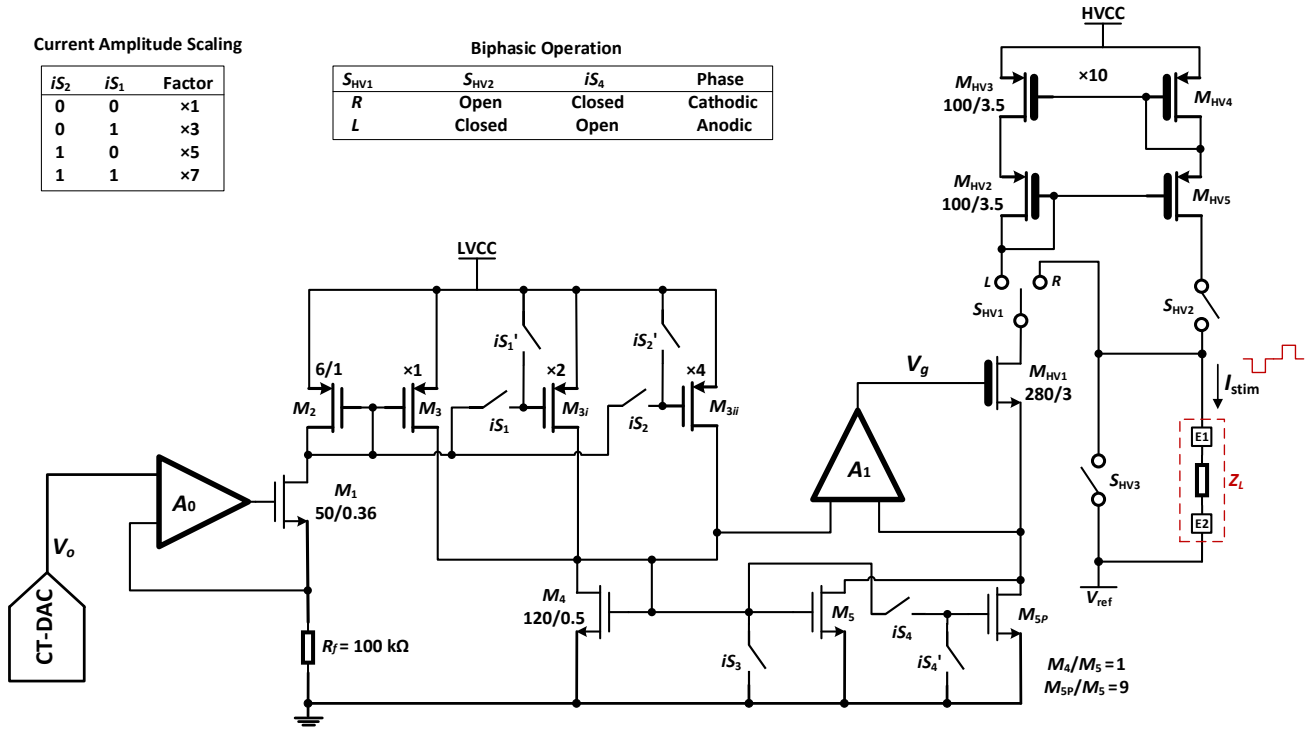 Current Amplitude Scaling
iS2 iS1 Factor
0 0 ×1
0 1 ×3
1 0 ×5
1 1 ×7
Biphasic Operation
SHV1 SHV2 iS4 Phase
R Open Closed Cathodic
L Closed Open Anodic
HVCC
MHV3
100/3.5
×10
MHV4
MHV2
100/3.5
MHV5
L
R
SHV1
SHV2
LVCC
iS1'
iS2'
6/1
×1
×2
×4
M2
M3
iS1
M3i
iS2
M3ii
Vg
MHV1
280/3
Istim
E1
ZL
E2
SHV3
Vref
A0
M1
50/0.36
A1
Vo
CT-DAC
Rf = 100 kΩ
M4
120/0.5
M5
iS4
M5P
iS3
iS4'
M4/M5 = 1
M5P/M5 = 9